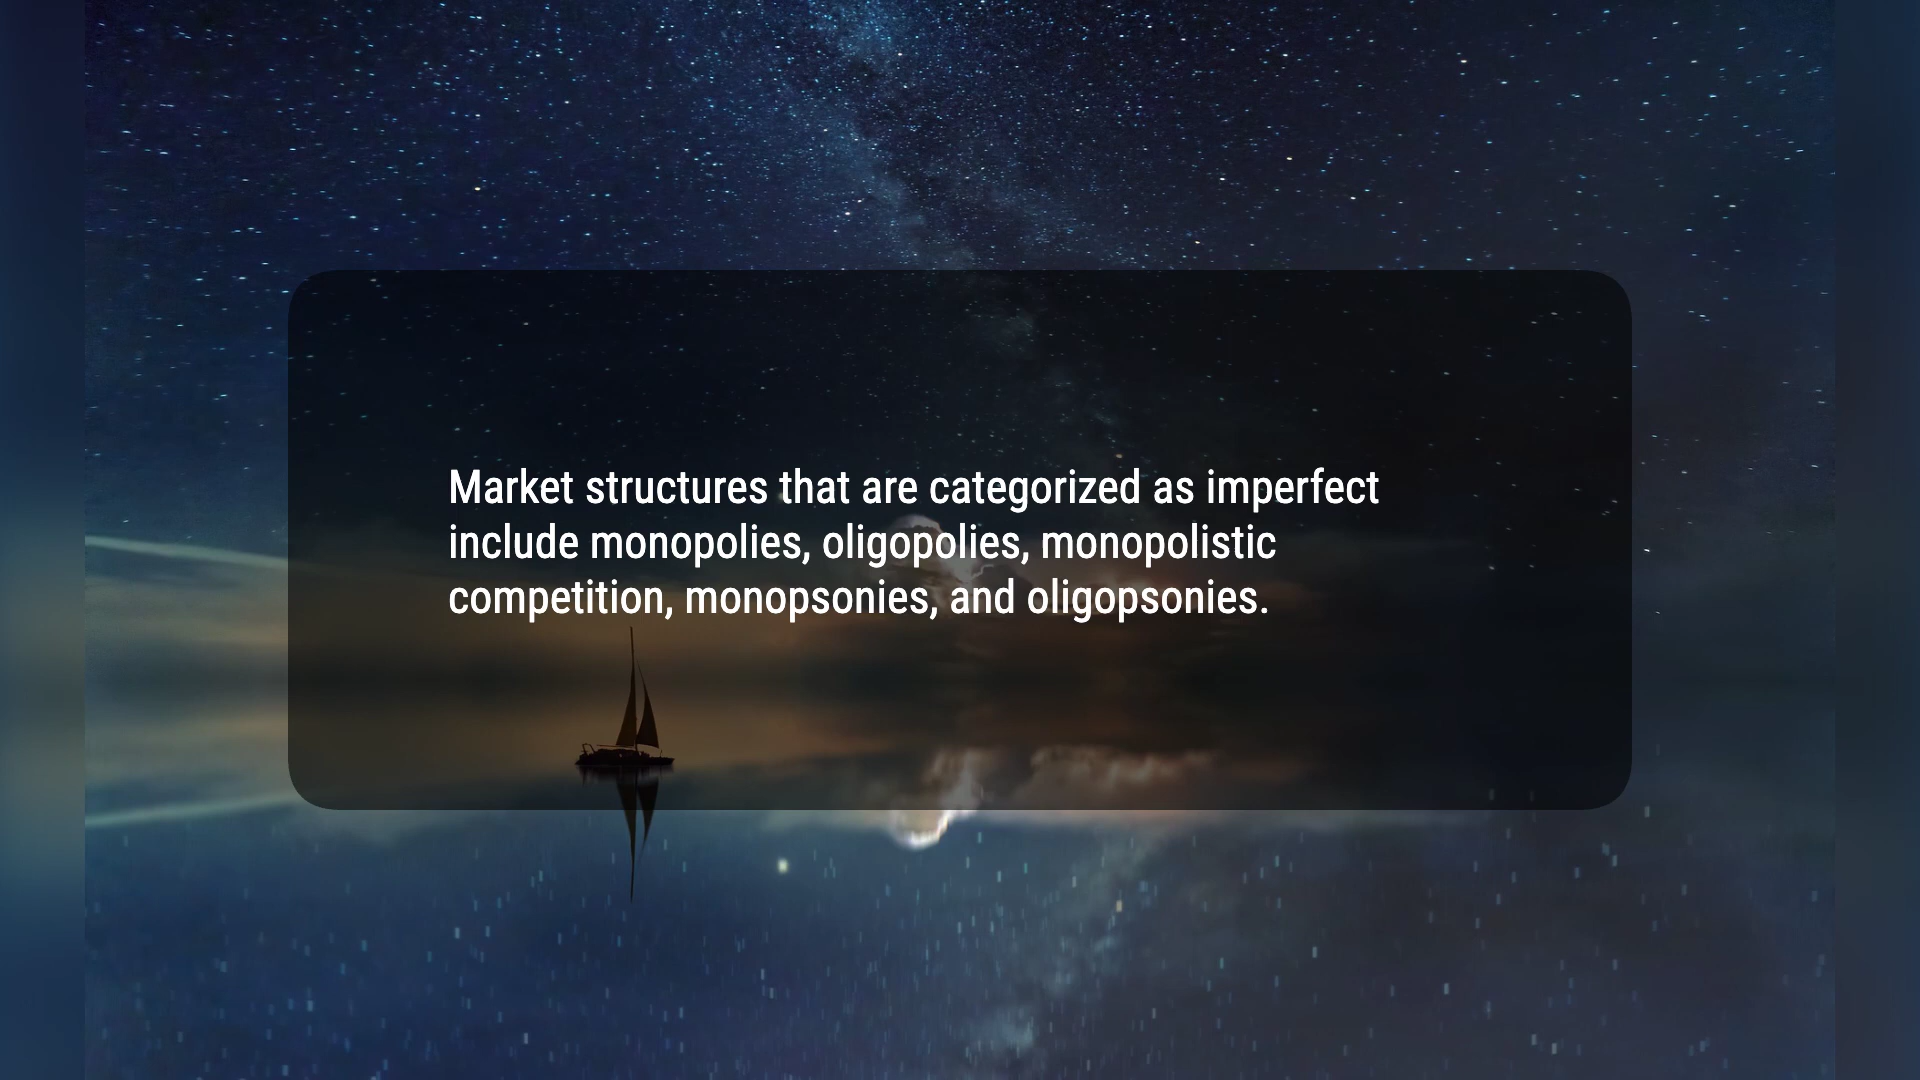 Market structures that are categorized as imperfect
include monopolies, oligopolies, monopolistic
competition, monopsonies, and oligopsonies.